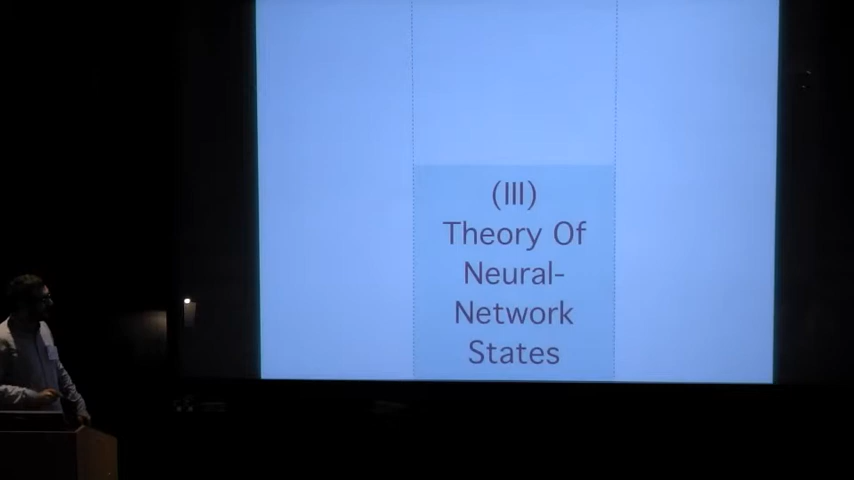 (III)
Theory Of
Neural-
Network
States